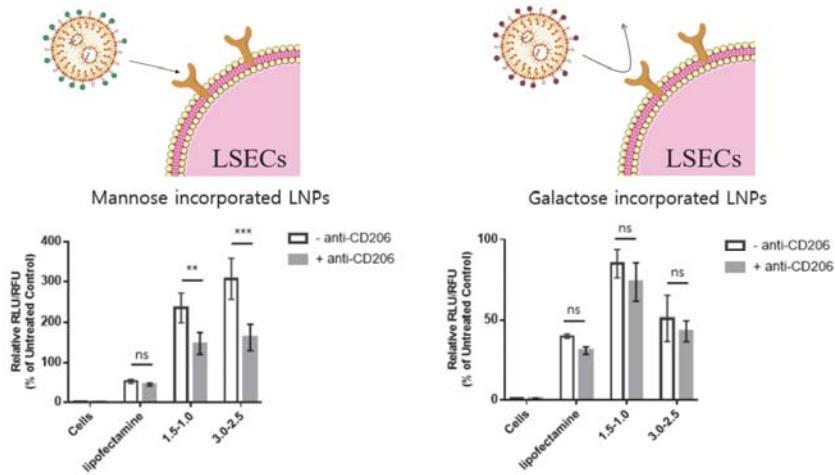 LSECs
Mannose incorporated LNPs
Relative RLU/RFU
(% of Untreated Control)
400
300
200
100
0
ns
**
***
- anti-CD206
+ anti-CD206
Cells
lipofectamine
1.5-1.0
3.0-2.5
LSECs
Galactose incorporated LNPs
Relative RLU/RFU
(% of Untreated Control)
100
50
0
ns
ns
ns
- anti-CD206
+ anti-CD206
Cells
lipofectamine
1.5-1.0
3.0-2.5